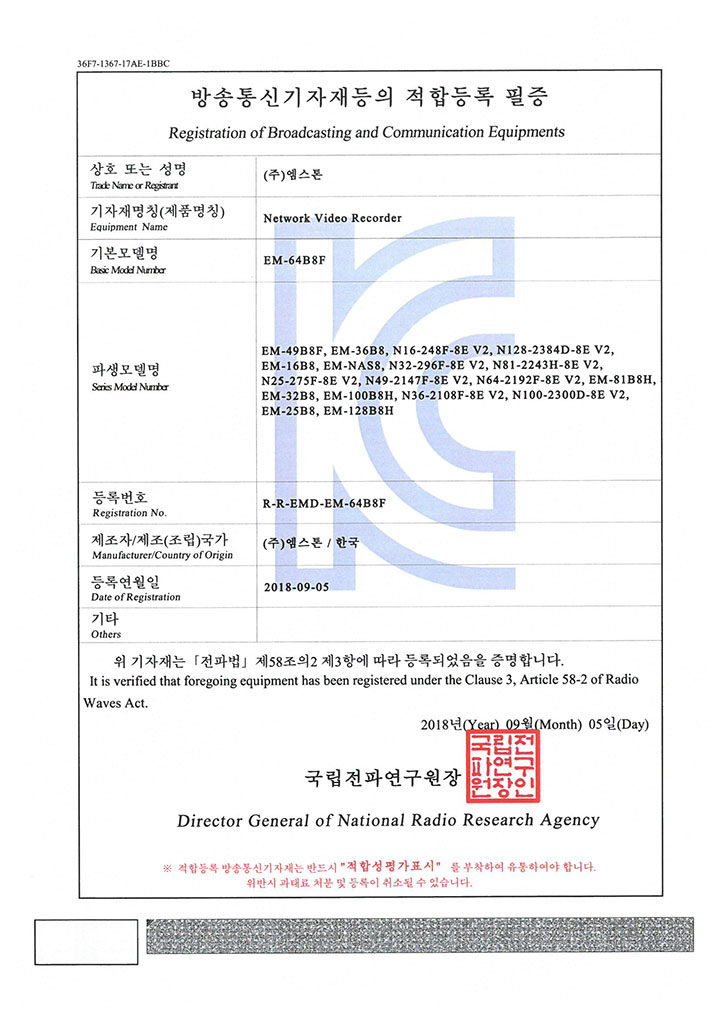 36F7-1367-17AE-1BBC
방송통신기자재등의 적합등록 필증
Registration of Broadcasting and Communication Equipments
상호 또는 성명
Trade Name or Registrant
(주)엠스톤
기자재명칭(제품명칭)
Equipment Name
Network Video Recorder
기본모델명
Basic Model Number
EM-64B8F
파생모델명
Series Model Number
EM-49B8F, EM-36B8, N16-248F-8E V2, N128-2384D-8E V2,
EM-16B8, EM-NAS8, N32-296F-8E V2, N81-2243H-8E V2,
N25-275F-8E V2, N49-2147F-8E V2, N64-2192F-8E V2, EM-81B8H,
EM-32B8, EM-100B8H, N36-2108F-8E V2, N100-2300D-8E V2,
EM-25B8, EM-128B8H
등록번호
Registration No.
R-R-EMD-EM-64B8F
제조자/제조(조립)국가
Manufacturer/Country of Origin
(주)엠스톤 / 한국
등록연월일
Date of Registration
2018-09-05
기타
Others
위 기자재는「전파법」제58조의2 제3항에 따라 등록되었음을 증명합니다.
It is verified that foregoing equipment has been registered under the Clause 3, Article 58-2 of Radio
Waves Act.
2018년(Year) 09월(Month) 05일(Day)
국립전파연구원장
국립전
파연구
원장인
Director General of National Radio Research Agency
※ 적합등록 방송통신기자재는 반드시 "적합성평가표시" 를 부착하여 유통하여야 합니다.
위반시 과태료 처분 및 등록이 취소될 수 있습니다.